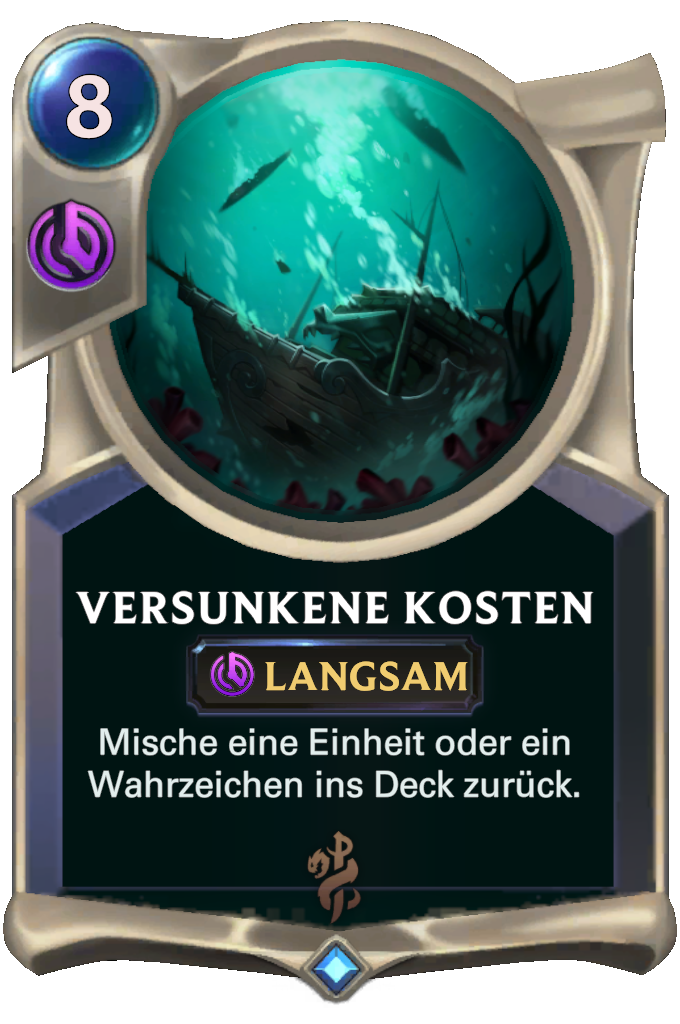 8
VERSUNKENE KOSTEN
LANGSAM
Mische eine Einheit oder ein
Wahrzeichen ins Deck zurück.